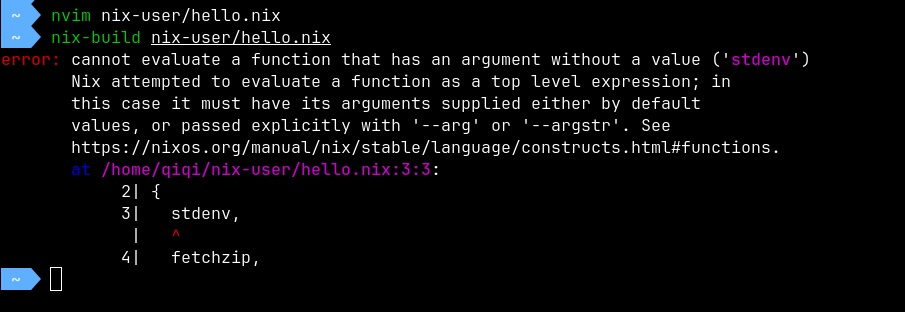 ~ nvim nix-user/hello.nix
~ nix-build nix-user/hello.nix
error: cannot evaluate a function that has an argument without a value ('stdenv')
Nix attempted to evaluate a function as a top level expression; in
this case it must have its arguments supplied either by default
values, or passed explicitly with '--arg' or '--argstr'. See
https://nixos.org/manual/nix/stable/language/constructs.html#functions.
at /home/qiqi/nix-user/hello.nix:3:3:
2| {
3|   stdenv,
|   ^
4|   fetchzip,
~